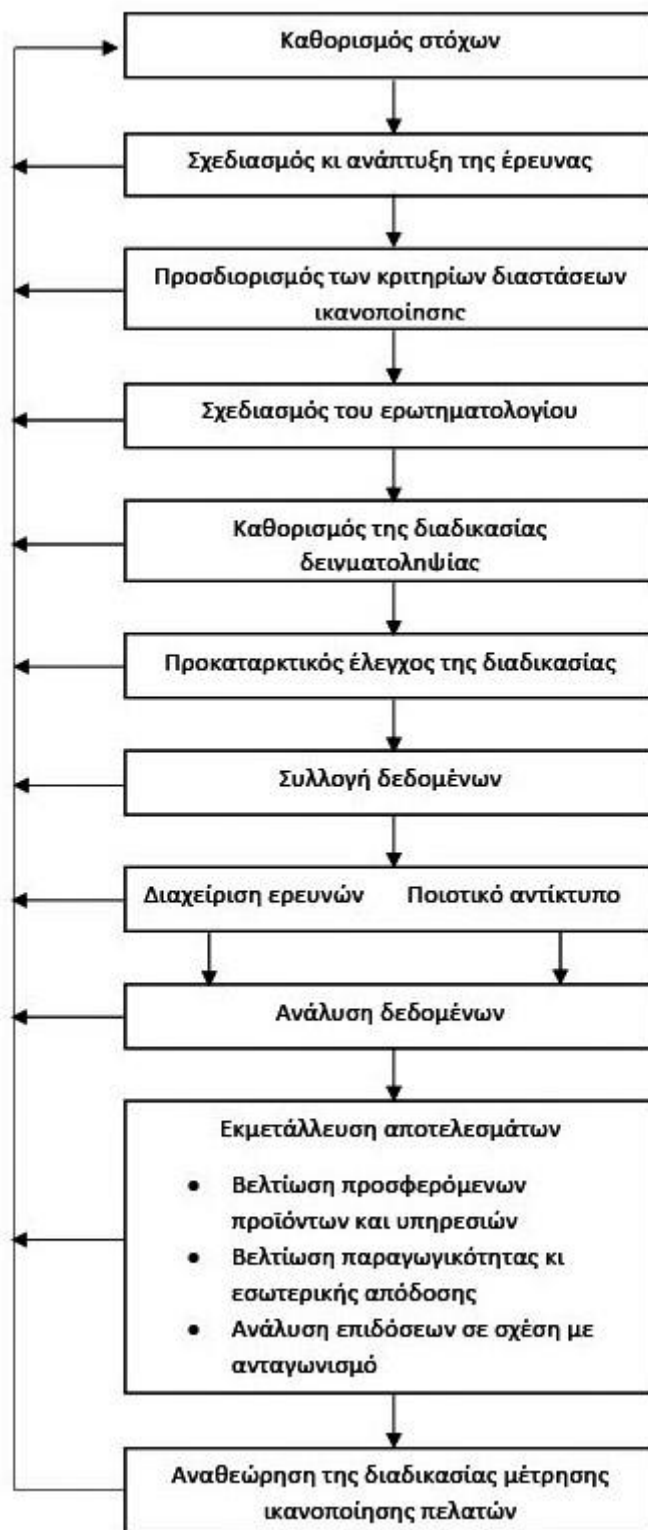 Καθορισμός στόχων
Σχεδιασμός κι ανάπτυξη της έρευνας
Προσδιορισμός των κριτηρίων διαστάσεων
ικανοποίησης
Σχεδιασμός του ερωτηματολογίου
Καθορισμός της διαδικασίας
δειγματοληψίας
Προκαταρκτικός έλεγχος της διαδικασίας
Συλλογή δεδομένων
Διαχείριση ερευνών Ποιοτικό αντίκτυπο
Ανάλυση δεδομένων
Εκμετάλλευση αποτελεσμάτων
• Βελτίωση προσφερόμενων
προϊόντων και υπηρεσιών
• Βελτίωση παραγωγικότητας κι
εσωτερικής απόδοσης
• Ανάλυση επιδόσεων σε σχέση με
ανταγωνισμό
Αναθεώρηση της διαδικασίας μέτρησης
ικανοποίησης πελατών